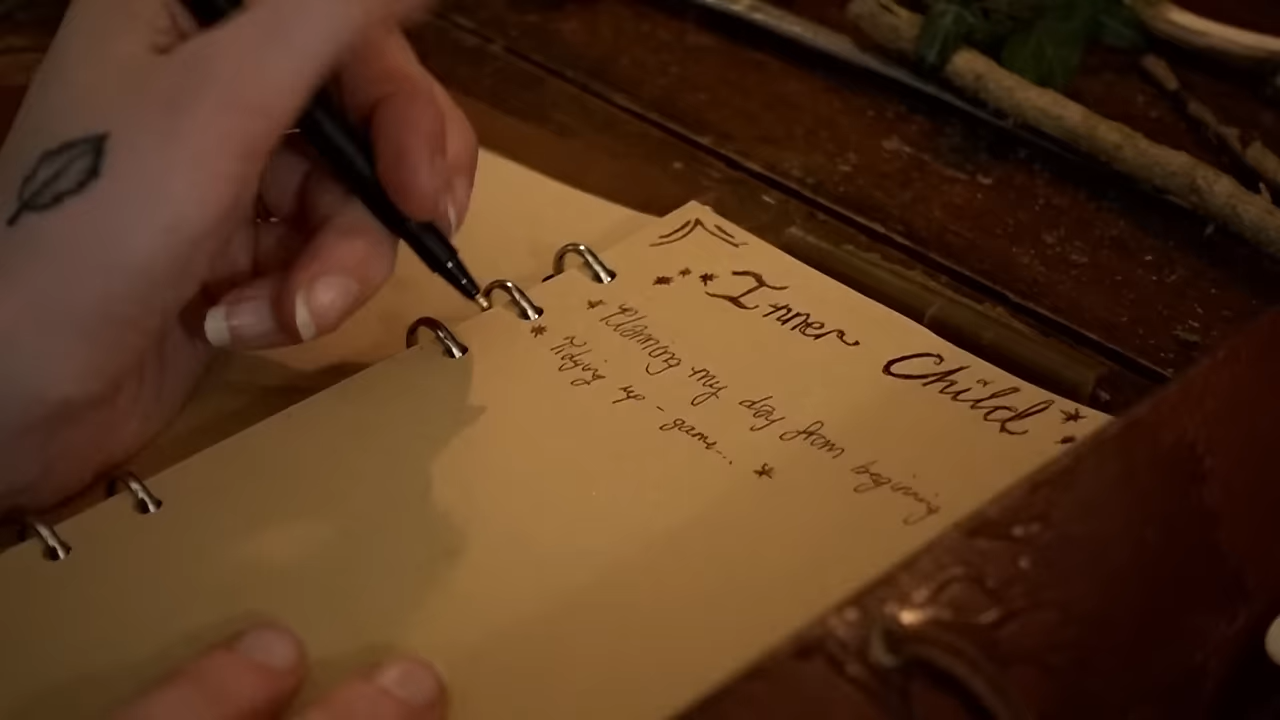 Inner Child
* Planning my day from beginning
* Tidying up - game... *